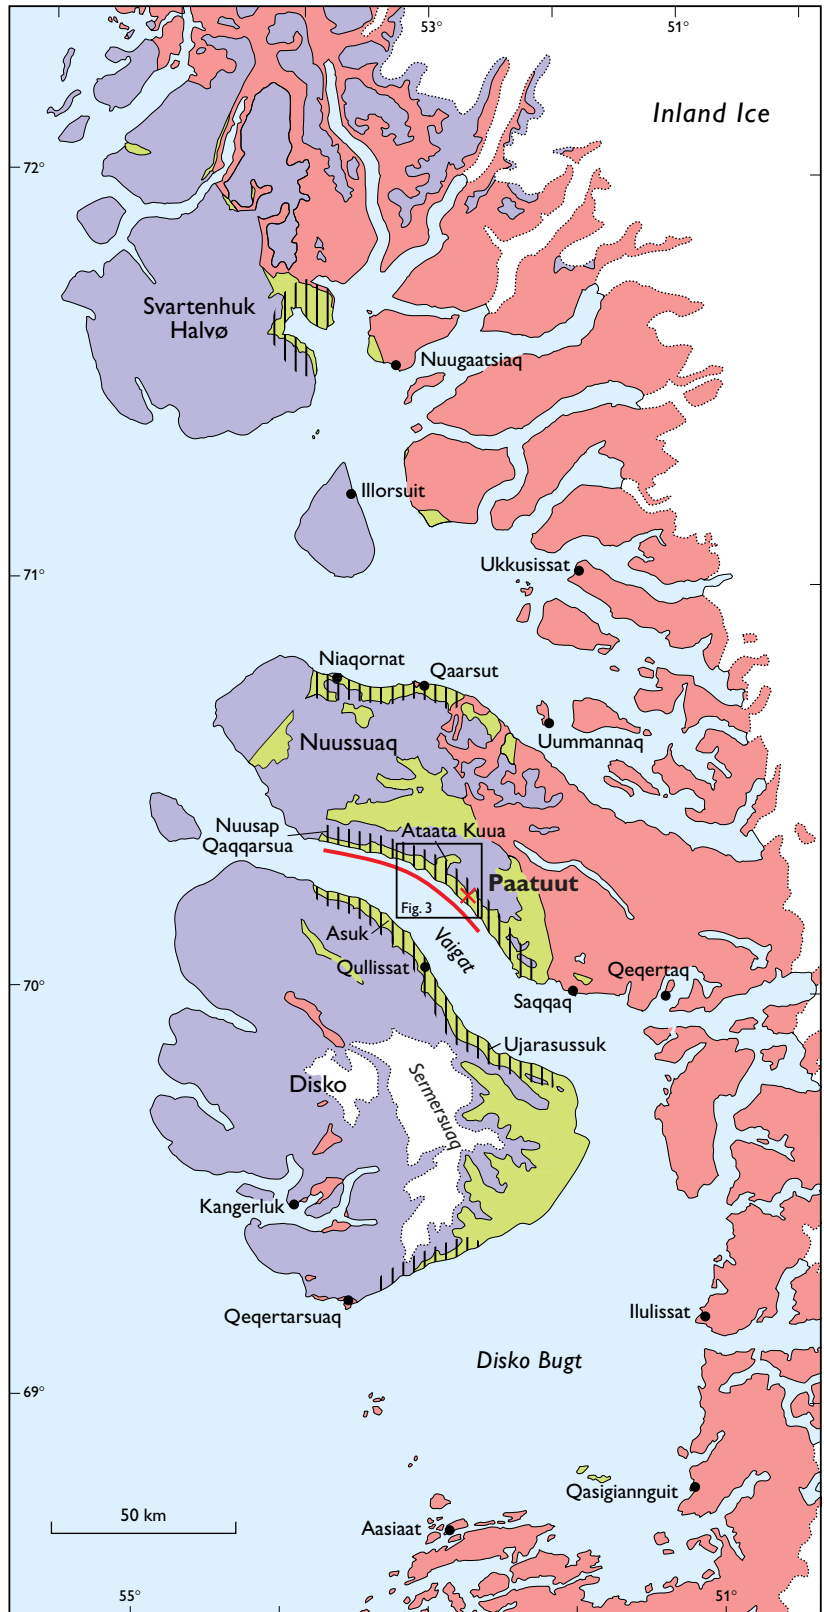 53°
51°
Inland Ice
72°
Svartenhuk
Halvø
Nuugaatsiaq
Illorsuit
Ukkusissat
71°
Niaqornat
Qaarsut
Uummannaq
Nuussuaq
Nuusap
Qaqqarsua
Ataata Kuua
Paatuut
Fig. 3
Asuk
Vaigat
Qullissat
70°
Saqqaq
Qeqertaq
Ujarasussuk
Disko
Sermersuaq
Kangerluk
Qeqertarsuaq
Ilulissat
Disko Bugt
69°
Qasigiannguit
50 km
Aasiaat
55°
51°